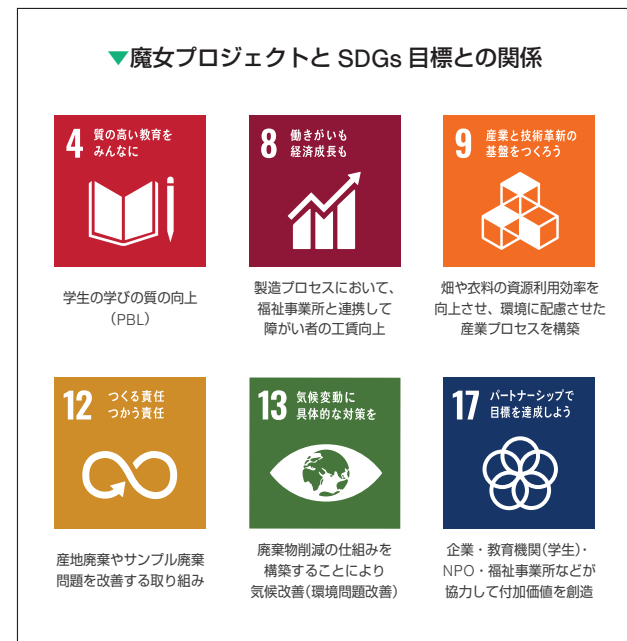 ▼魔女プロジェクトと SDGs 目標との関係
4 質の高い教育を
みんなに
学生の学びの質の向上
（PBL）
8 働きがいも
経済成長も
製造プロセスにおいて、
福祉事業所と連携して
障がい者の工賃向上
9 産業と技術革新の
基盤をつくろう
畑や衣料の資源利用効率を
向上させ、環境に配慮させた
産業プロセスを構築
12 つくる責任
つかう責任
産地廃棄やサンプル廃棄
問題を改善する取り組み
13 気候変動に
具体的な対策を
廃棄物削減の仕組みを
構築することにより
気候改善(環境問題改善)
17 パートナーシップで
目標を達成しよう
企業・教育機関(学生)・
NPO・福祉事業所などが
協力して付加価値を創造